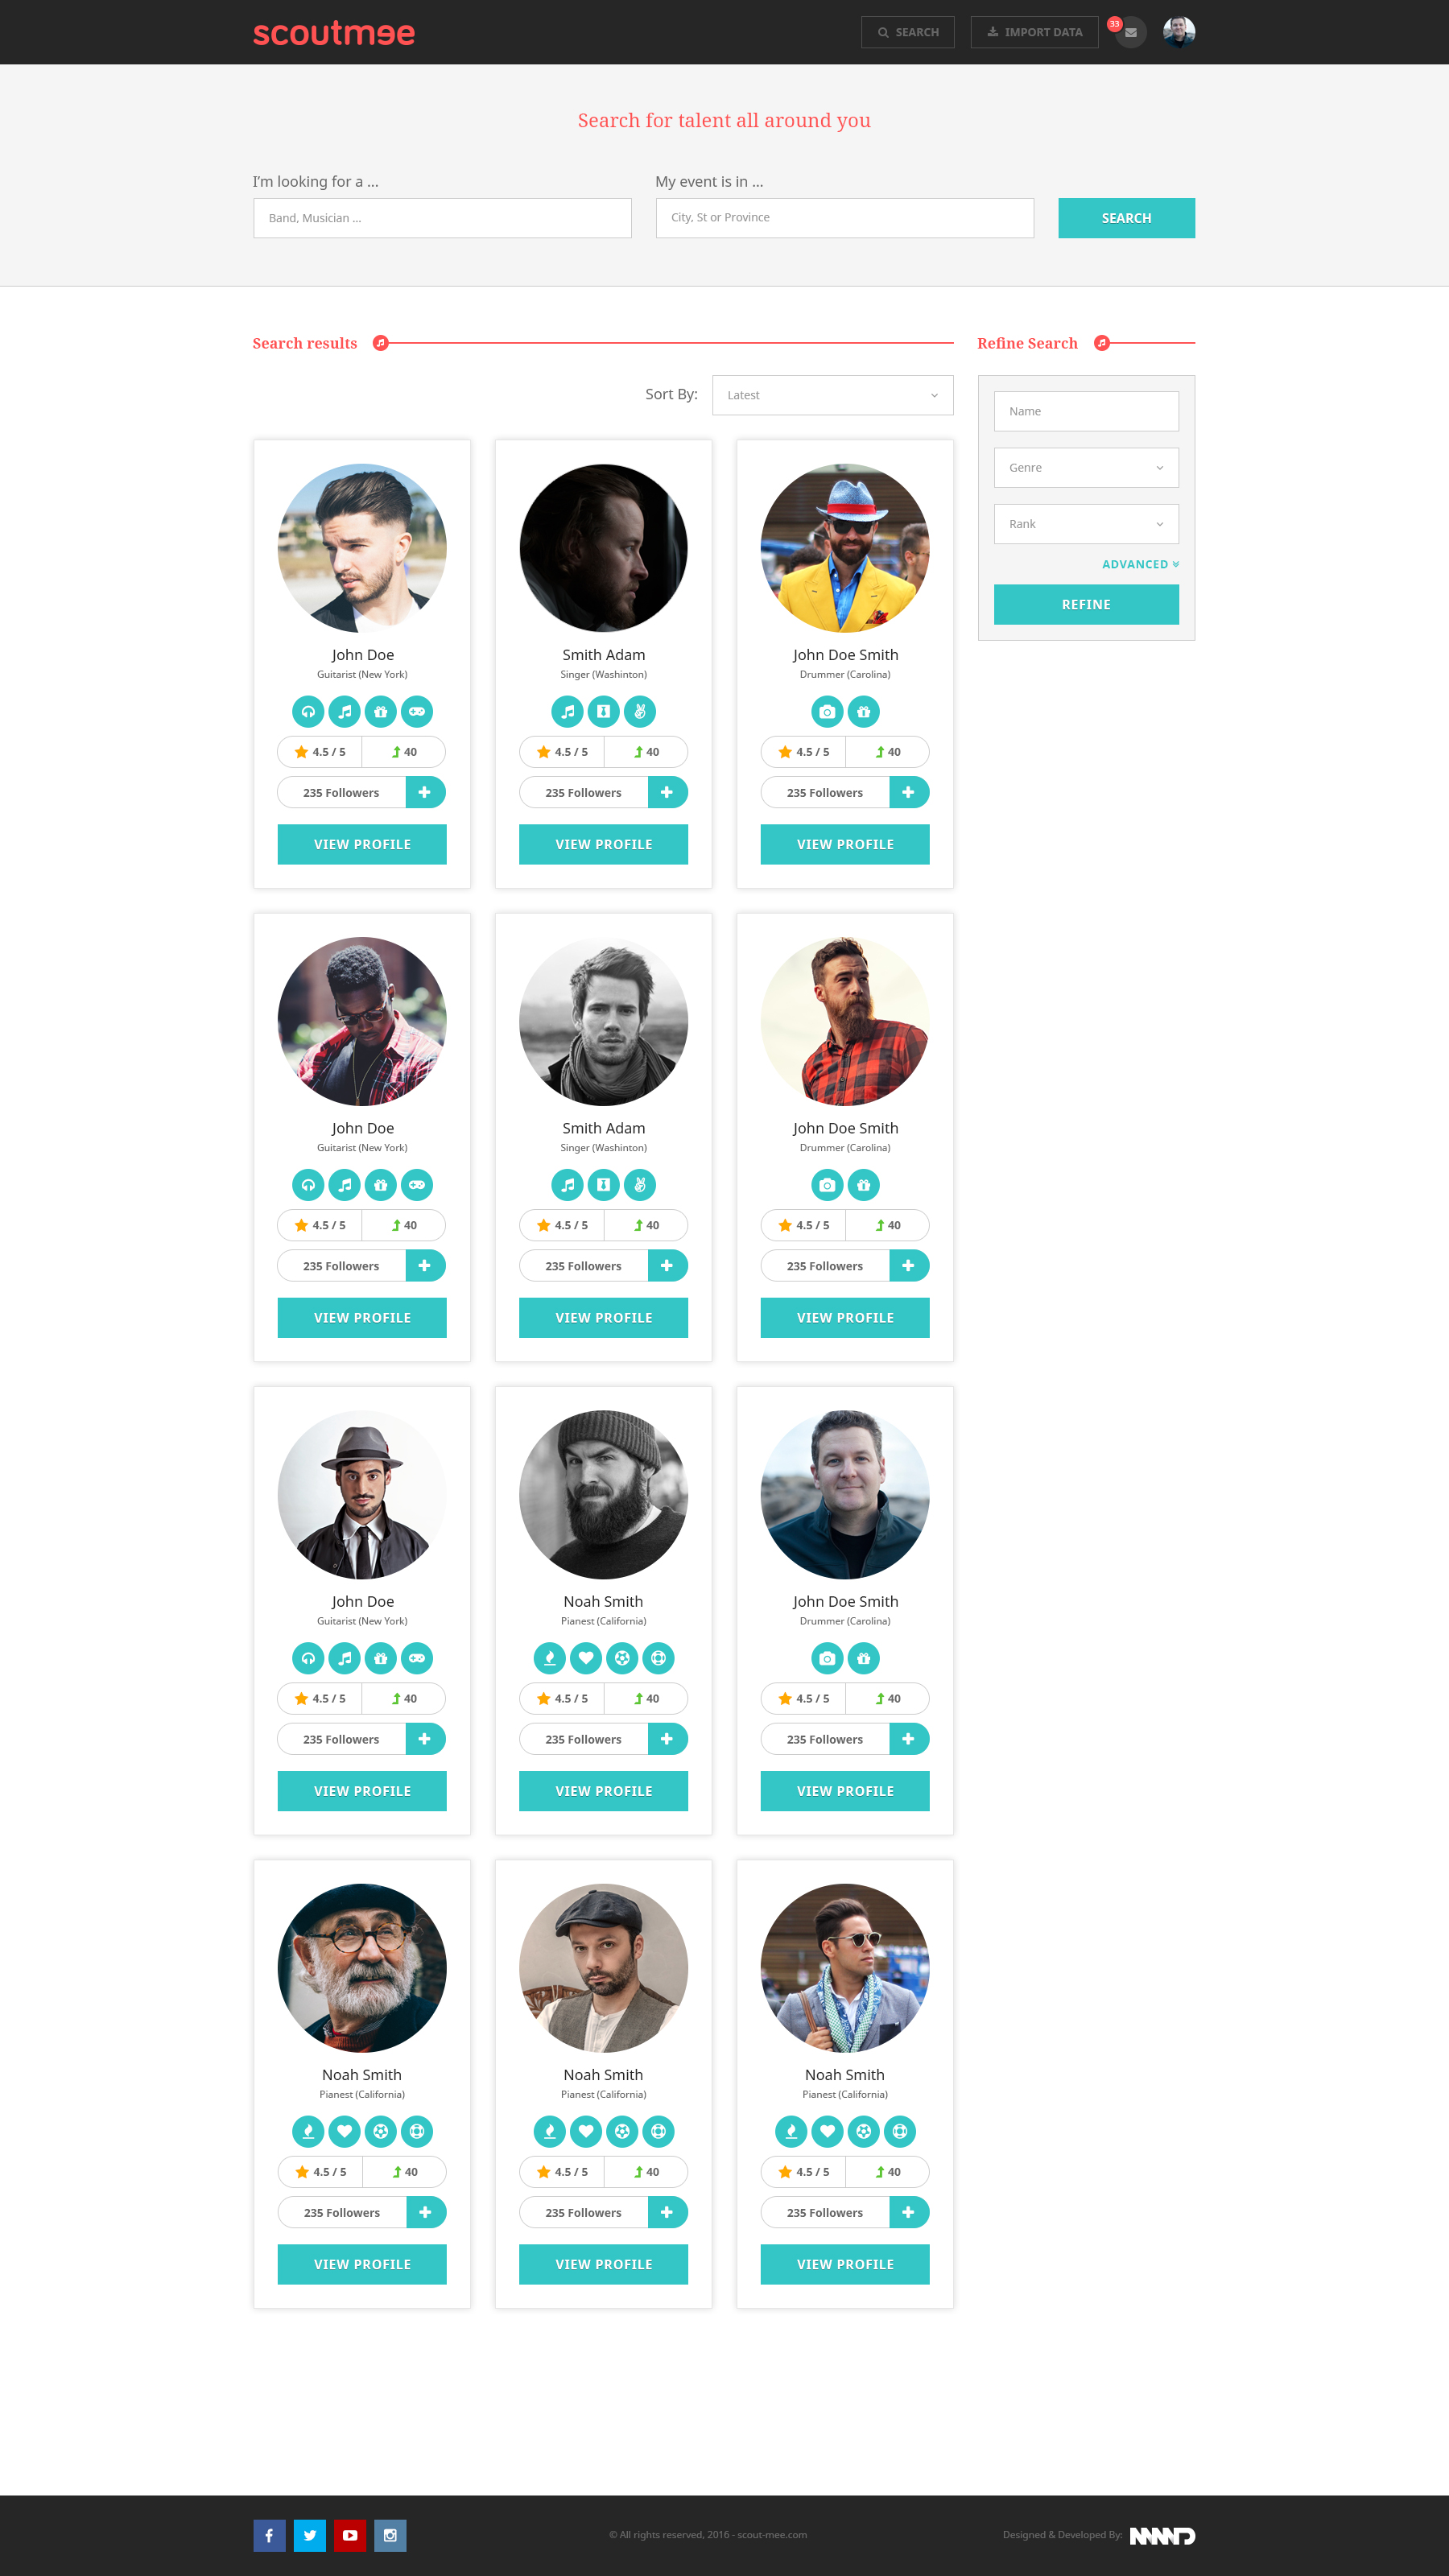 scoutmee
SEARCH
IMPORT DATA
33
Search for talent all around you
I'm looking for a ...
My event is in ...
Band, Musician ...
City, St or Province
SEARCH
Search results
Refine Search
Sort By:
Latest
Name
Genre
Rank
ADVANCED
REFINE
John Doe
Guitarist (New York)
4.5 / 5
40
235 Followers
VIEW PROFILE
Smith Adam
Singer (Washinton)
4.5 / 5
40
235 Followers
VIEW PROFILE
John Doe Smith
Drummer (Carolina)
4.5 / 5
40
235 Followers
VIEW PROFILE
John Doe
Guitarist (New York)
4.5 / 5
40
235 Followers
VIEW PROFILE
Smith Adam
Singer (Washinton)
4.5 / 5
40
235 Followers
VIEW PROFILE
John Doe Smith
Drummer (Carolina)
4.5 / 5
40
235 Followers
VIEW PROFILE
John Doe
Guitarist (New York)
4.5 / 5
40
235 Followers
VIEW PROFILE
Noah Smith
Pianest (California)
4.5 / 5
40
235 Followers
VIEW PROFILE
John Doe Smith
Drummer (Carolina)
4.5 / 5
40
235 Followers
VIEW PROFILE
Noah Smith
Pianest (California)
4.5 / 5
40
235 Followers
VIEW PROFILE
Noah Smith
Pianest (California)
4.5 / 5
40
235 Followers
VIEW PROFILE
Noah Smith
Pianest (California)
4.5 / 5
40
235 Followers
VIEW PROFILE
© All rights reserved, 2016 - scout-mee.com
Designed & Developed By: